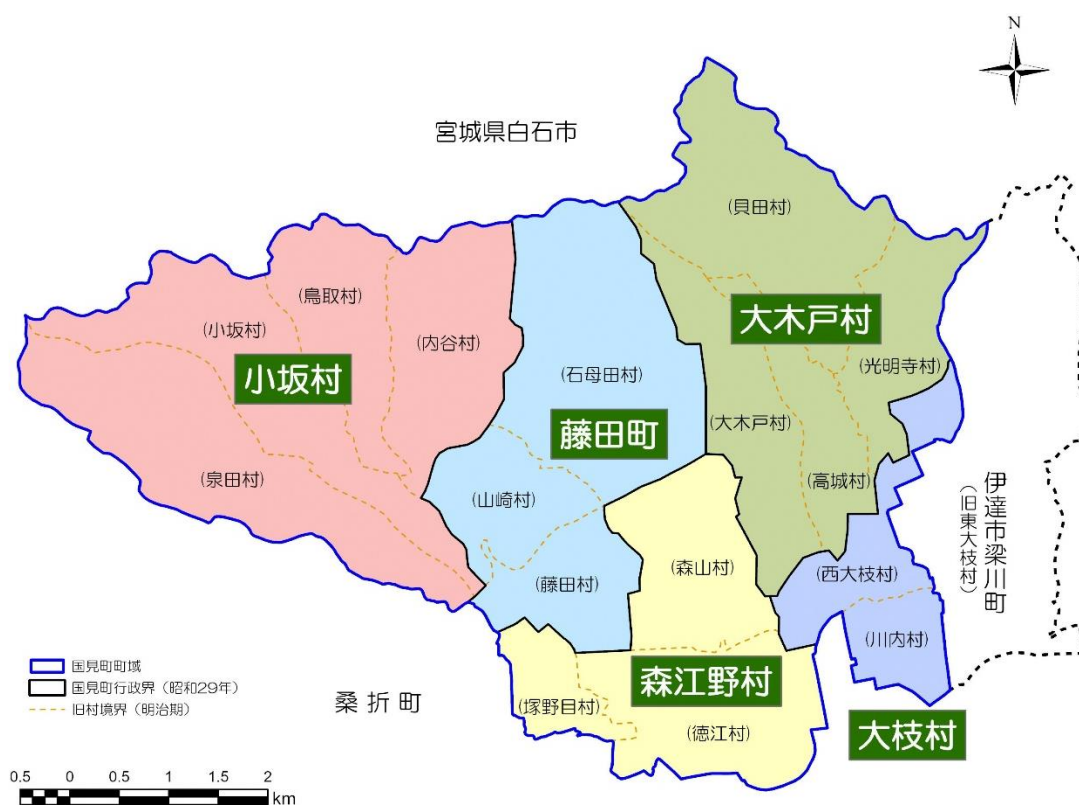 N
宮城県白石市
(貝田村)
(鳥取村)
(小坂村)
(内谷村)
大木戸村
(光明寺村)
小坂村
(石母田村)
藤田町
(大木戸村)
(泉田村)
(山崎村)
(高城村)
伊達市梁川町
(旧東大枝村)
(森山村)
(西大枝村)
(藤田村)
(川内村)
国見町町域
国見町行政界(昭和29年)
旧村境界(明治期)
桑折町
森江野村
(塚野目村)
(徳江村)
大枝村
0.5 0 0.5 1 1.5 2
km